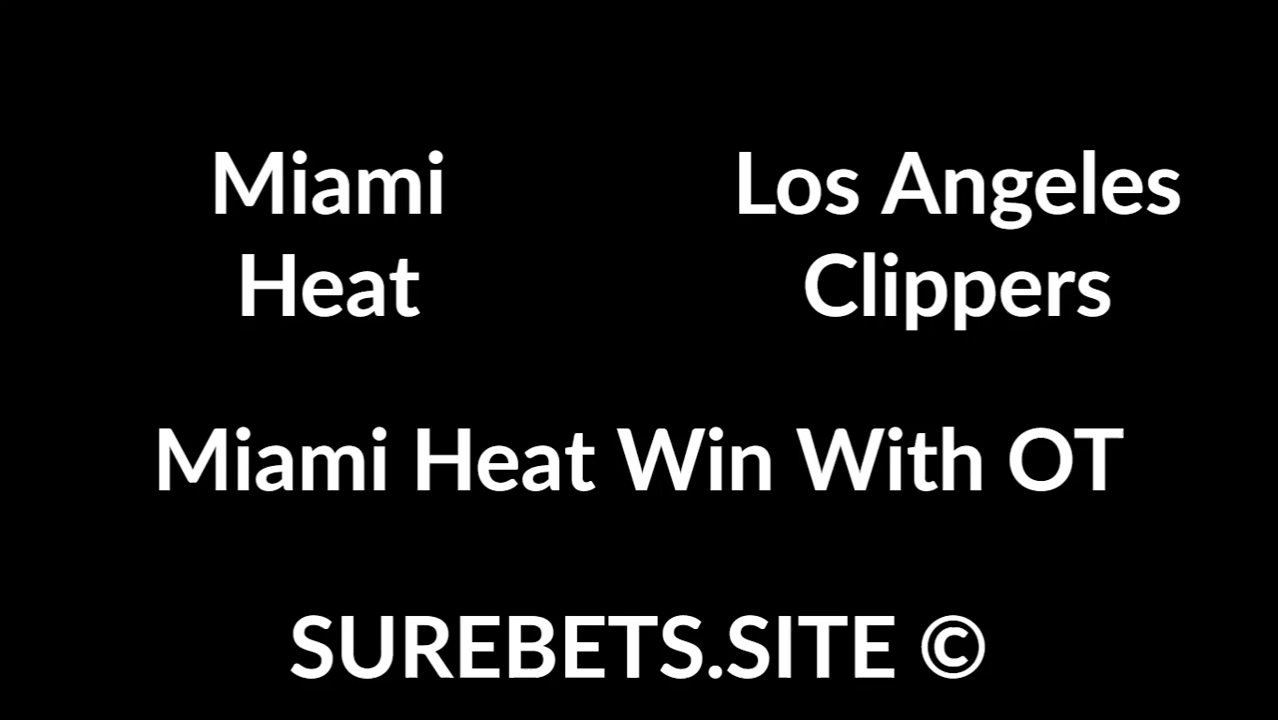 Miami Heat
Los Angeles Clippers
Miami Heat Win With OT
SUREBETS.SITE ©